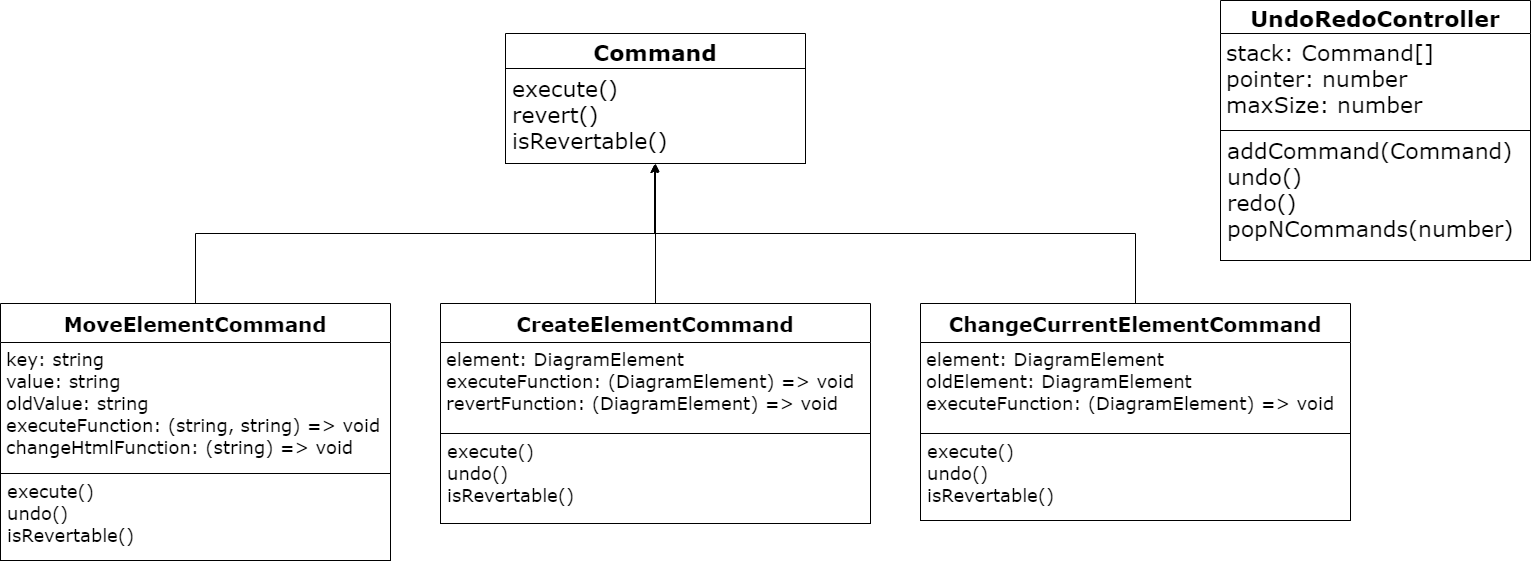 Command
execute()
revert()
isRevertable()
UndoRedoController
stack: Command[]
pointer: number
maxSize: number
addCommand(Command)
undo()
redo()
popNCommands(number)
MoveElementCommand
key: string
value: string
oldValue: string
executeFunction: (string, string) => void
changeHtmlFunction: (string) => void
execute()
undo()
isRevertable()
CreateElementCommand
element: DiagramElement
executeFunction: (DiagramElement) => void
revertFunction: (DiagramElement) => void
execute()
undo()
isRevertable()
ChangeCurrentElementCommand
element: DiagramElement
oldElement: DiagramElement
executeFunction: (DiagramElement) => void
execute()
undo()
isRevertable()